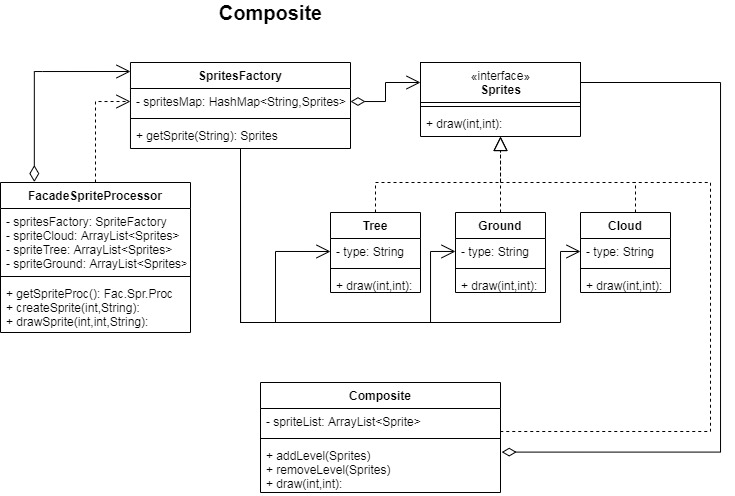 Composite
SpritesFactory
- spritesMap: HashMap<String,Sprites>
+ getSprite(String): Sprites
«interface»
Sprites
+ draw(int,int):
FacadeSpriteProcessor
- spritesFactory: SpriteFactory
- spriteCloud: ArrayList<Sprites>
- spriteTree: ArrayList<Sprites>
- spriteGround: ArrayList<Sprites>
+ getSpriteProc(): Fac.Spr.Proc
+ createSprite(int,String):
+ drawSprite(int,int,String):
Tree
- type: String
+ draw(int,int):
Ground
- type: String
+ draw(int,int):
Cloud
- type: String
+ draw(int,int):
Composite
- spriteList: ArrayList<Sprite>
+ addLevel(Sprites)
+ removeLevel(Sprites)
+ draw(int,int):